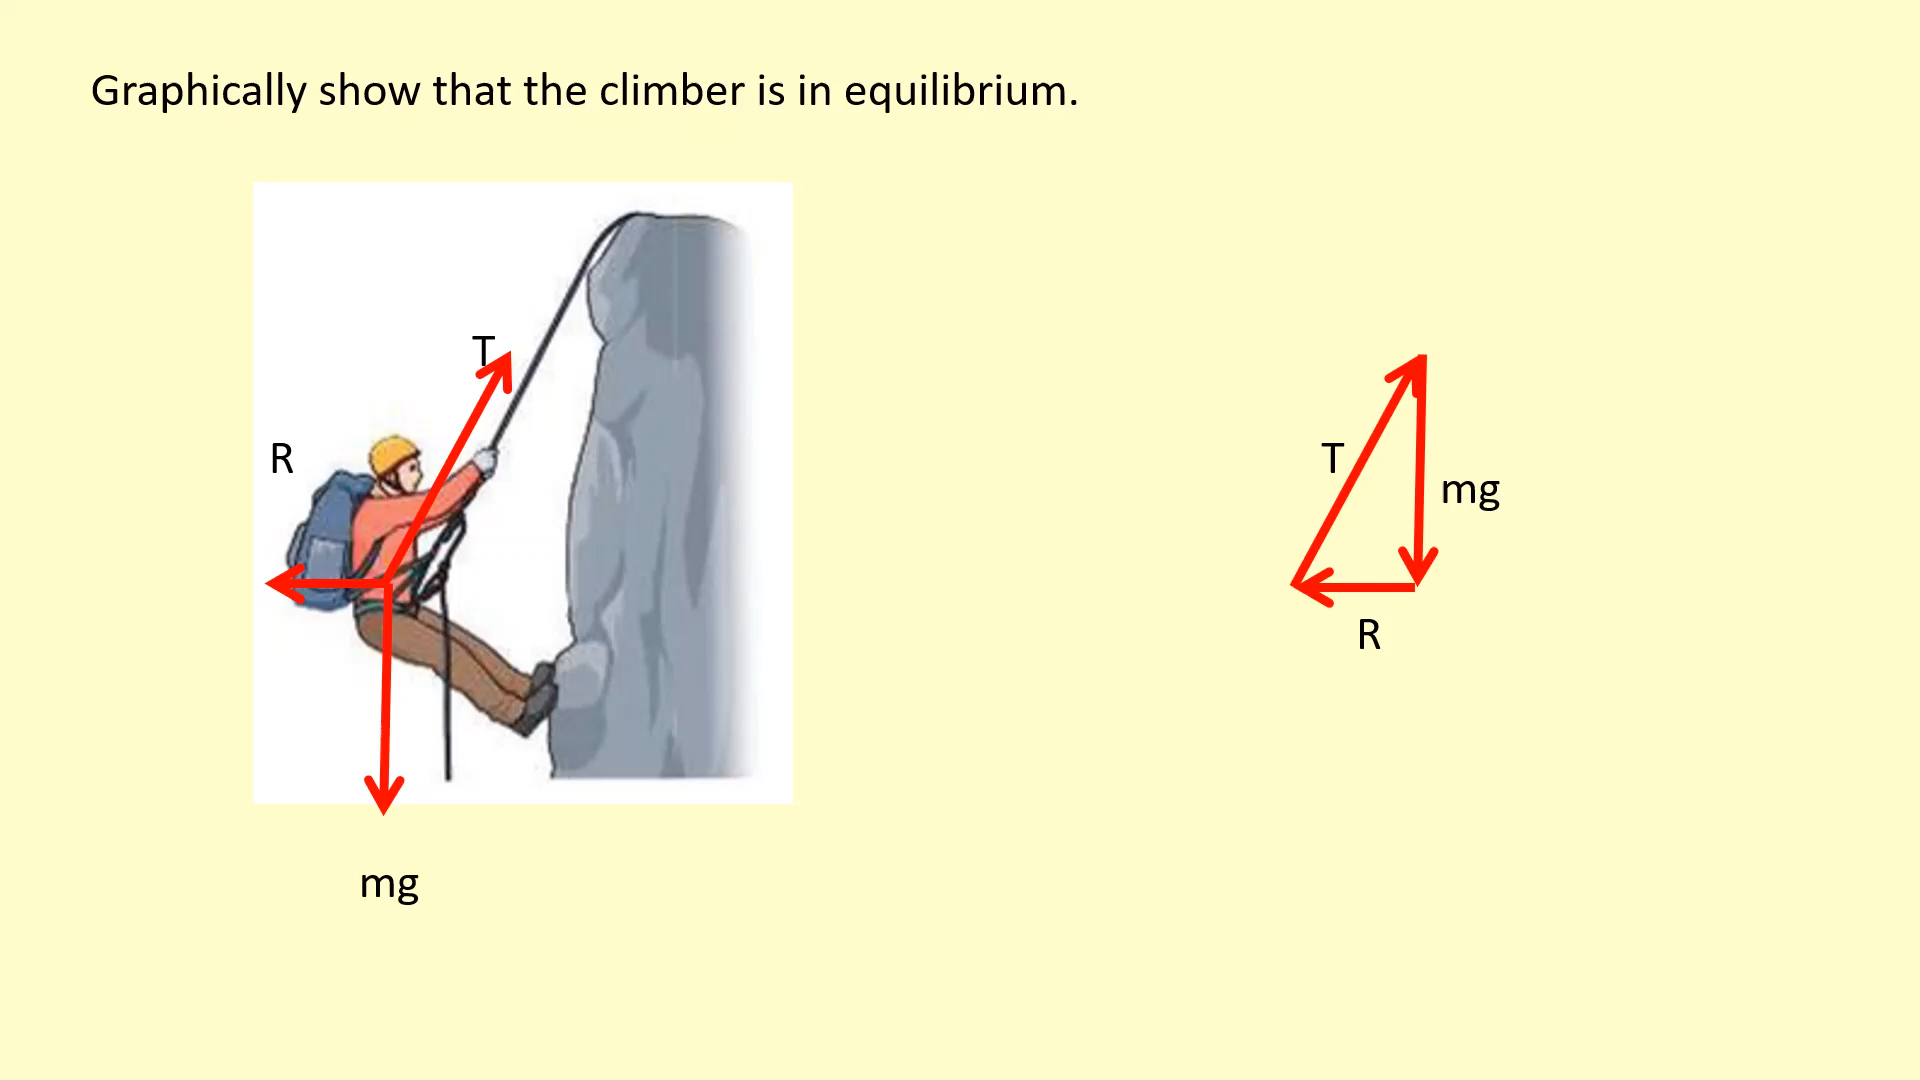 Graphically show that the climber is in equilibrium.
T
R
mg
T
mg
R